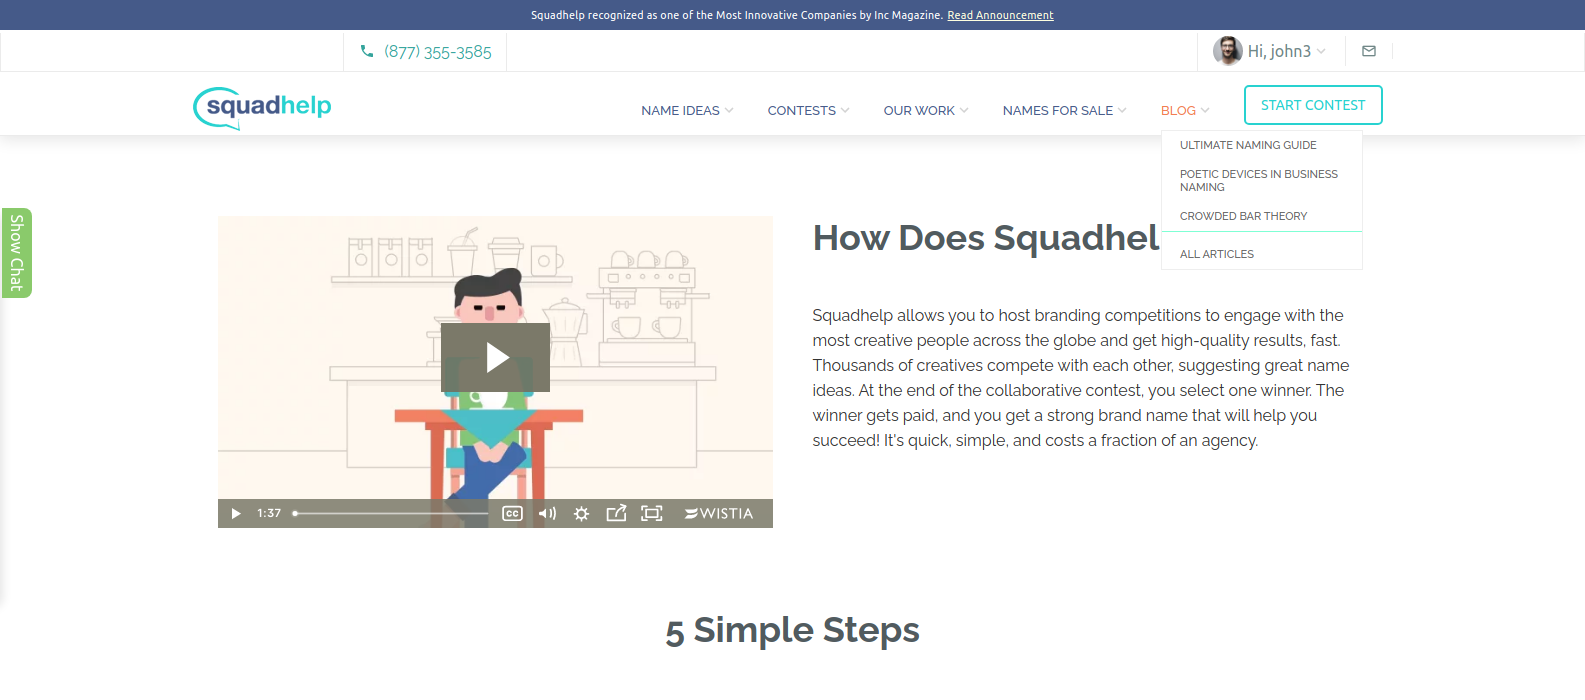 Squadhelp recognized as one of the Most Innovative Companies by Inc Magazine. Read Announcement
(877) 355-3585
Hi, john3
squadhelp
NAME IDEAS
CONTESTS
OUR WORK
NAMES FOR SALE
BLOG
START CONTEST
ULTIMATE NAMING GUIDE
POETIC DEVICES IN BUSINESS
NAMING
CROWDED BAR THEORY
ALL ARTICLES
Show Chat
How Does Squadhel
Squadhelp allows you to host branding competitions to engage with the
most creative people across the globe and get high-quality results, fast.
Thousands of creatives compete with each other, suggesting great name
ideas. At the end of the collaborative contest, you select one winner. The
winner gets paid, and you get a strong brand name that will help you
succeed! It's quick, simple, and costs a fraction of an agency.
1:37
CC
WISTIA
5 Simple Steps